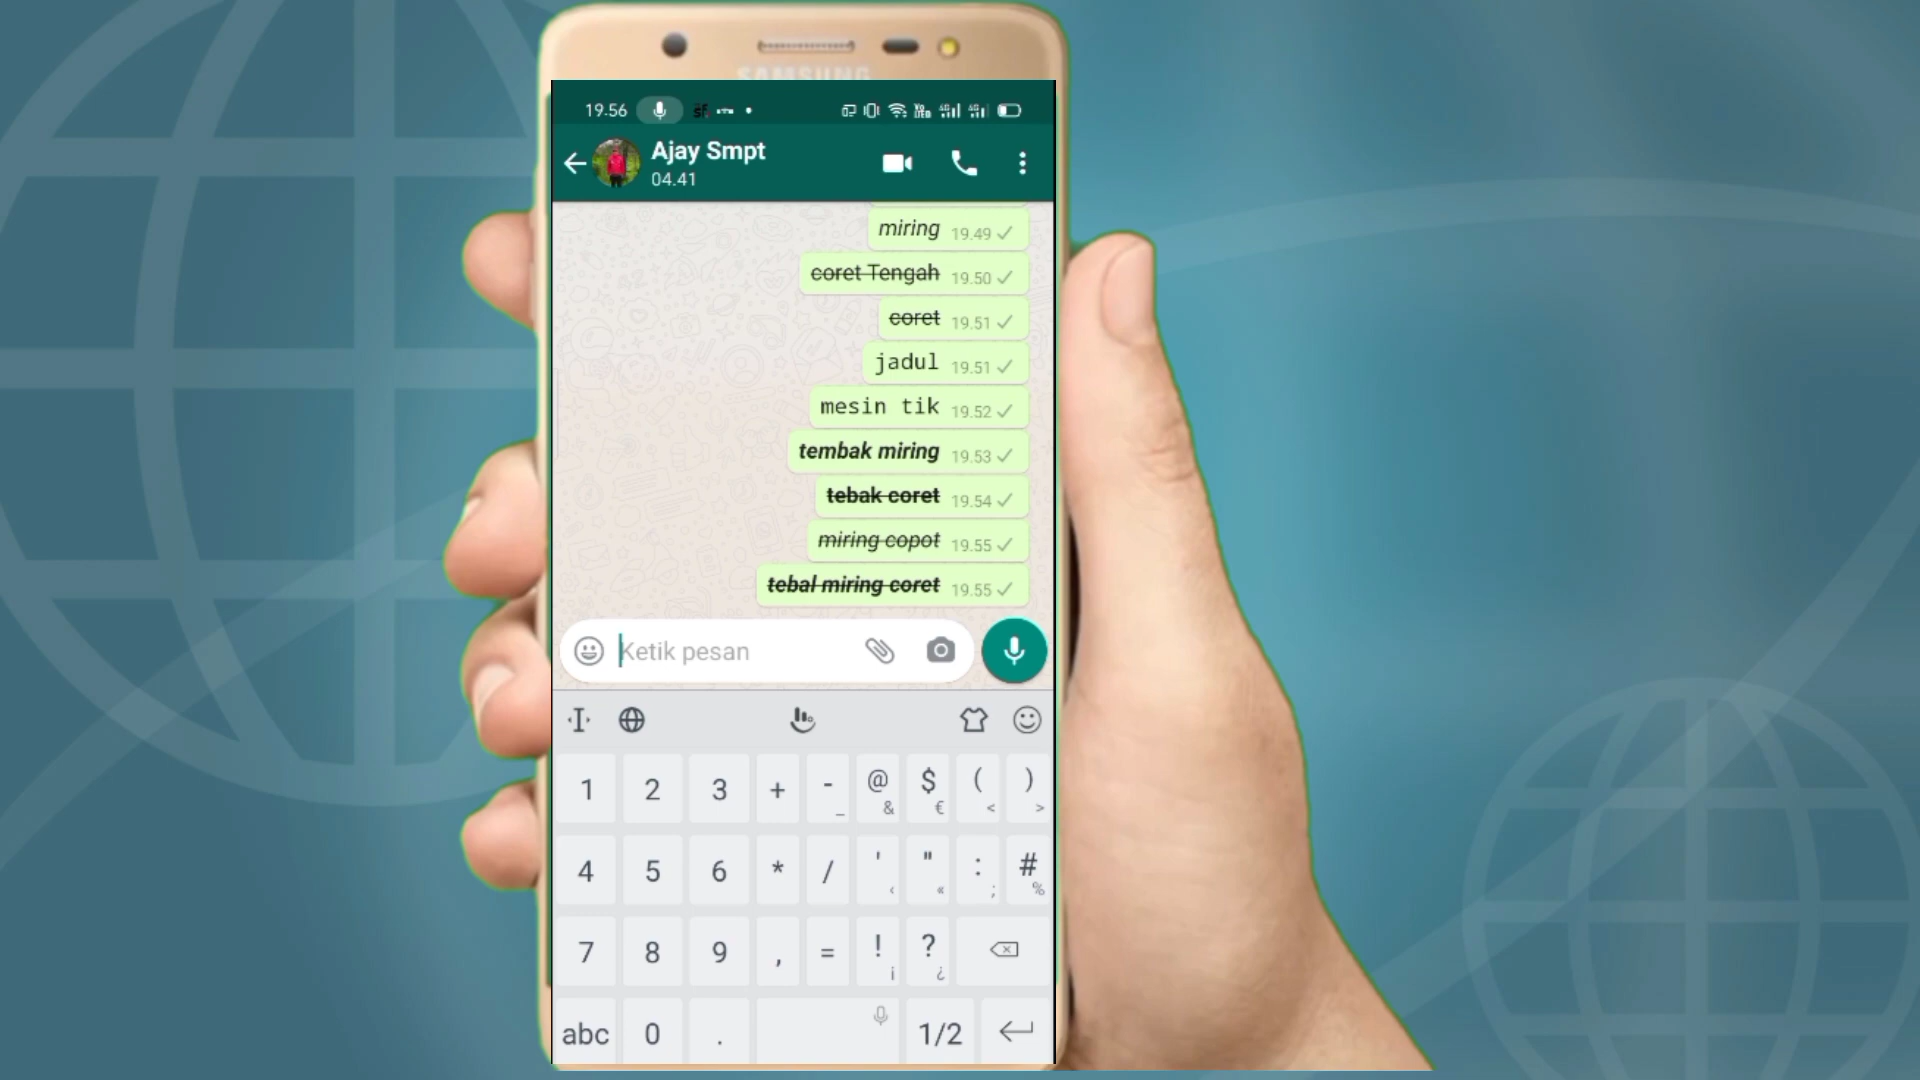 SAMSUNG
19.56
Ajay Smpt
04.41
miring 19.49
coret Tengah 19.50
coret 19.51
jadul 19.51
mesin tik 19.52
tembak miring 19.53
tebak coret 19.54
miring copot 19.55
tebal miring coret 19.55
Ketik pesan
1 2 3 + - _ @ & $ € ( < ) >
4 5 6 * / ' ‹ " « : ; # %
7 8 9 , = ! ¡ ? ¿
abc 0 . 1/2